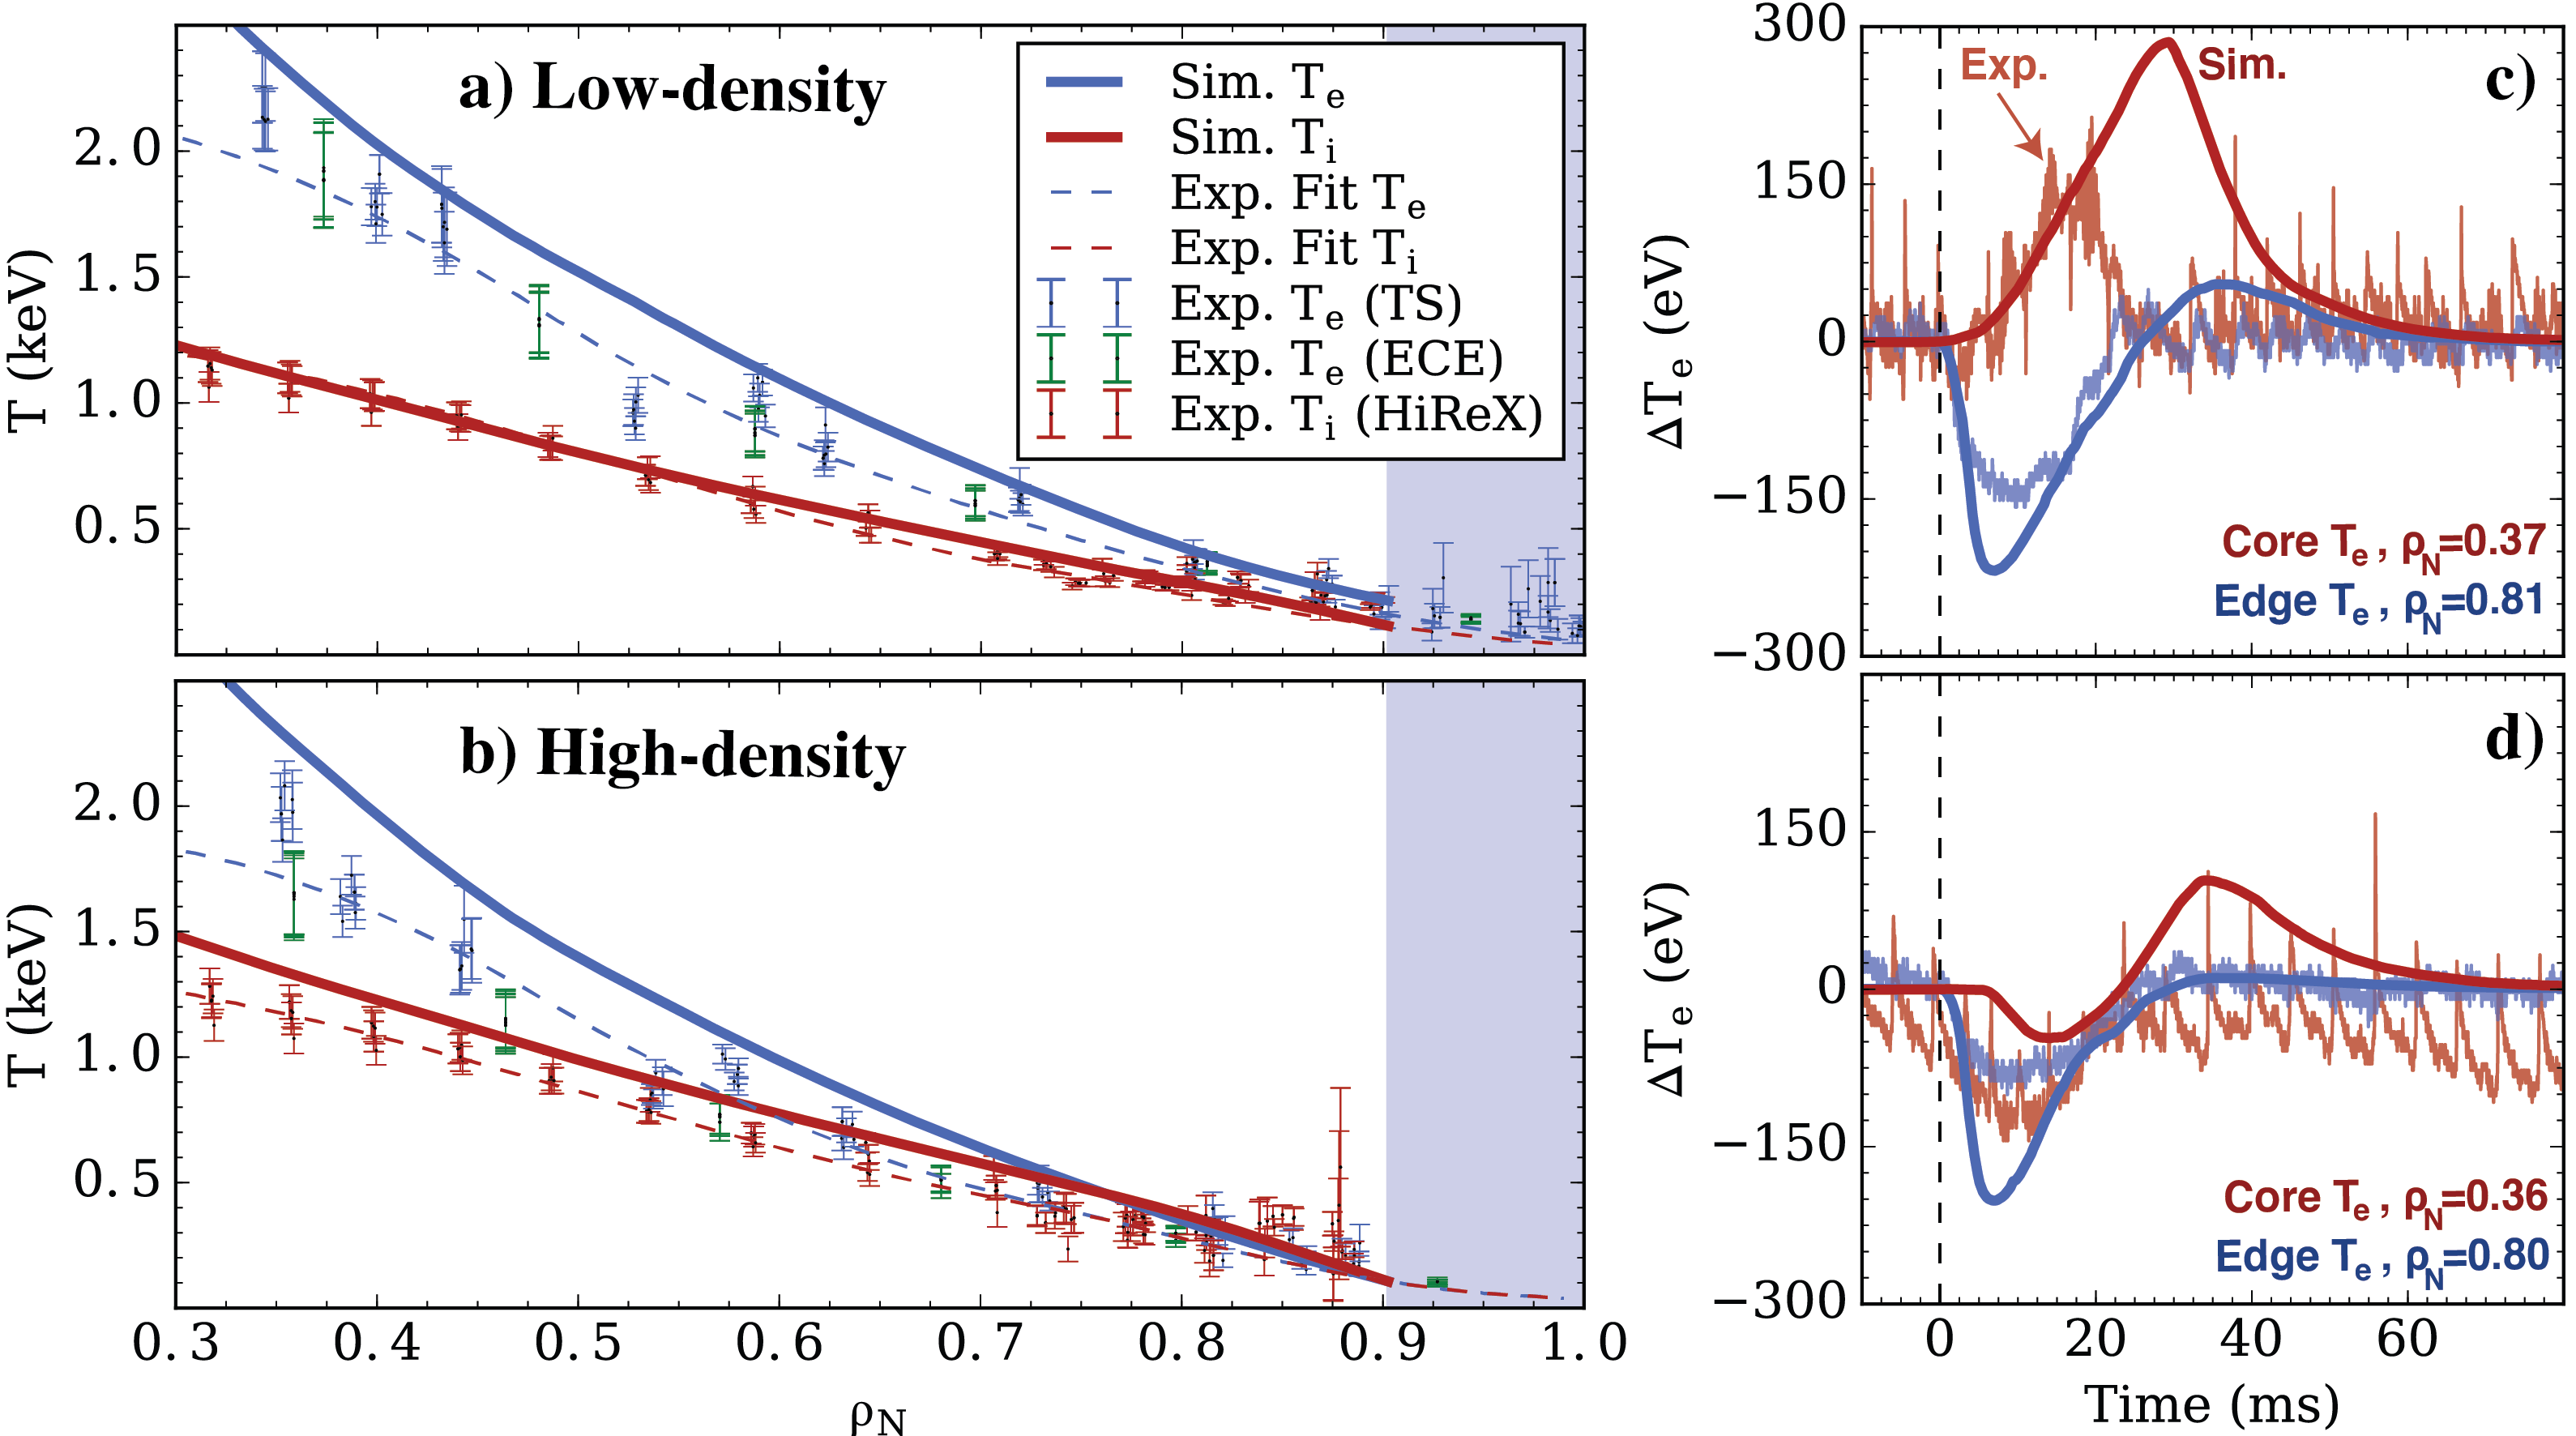 a) Low-density
T (keV)
2.0
1.5
1.0
0.5
Sim. Te
Sim. Ti
Exp. Fit Te
Exp. Fit Ti
Exp. Te (TS)
Exp. Te (ECE)
Exp. Ti (HiReX)
b) High-density
T (keV)
2.0
1.5
1.0
0.5
0.3 0.4 0.5 0.6 0.7 0.8 0.9 1.0
ρN
c)
Exp.
Sim.
ΔTe (eV)
300
150
0
−150
−300
Core Te , ρN=0.37
Edge Te , ρN=0.81
d)
ΔTe (eV)
150
0
−150
−300
Core Te , ρN=0.36
Edge Te , ρN=0.80
0 20 40 60
Time (ms)